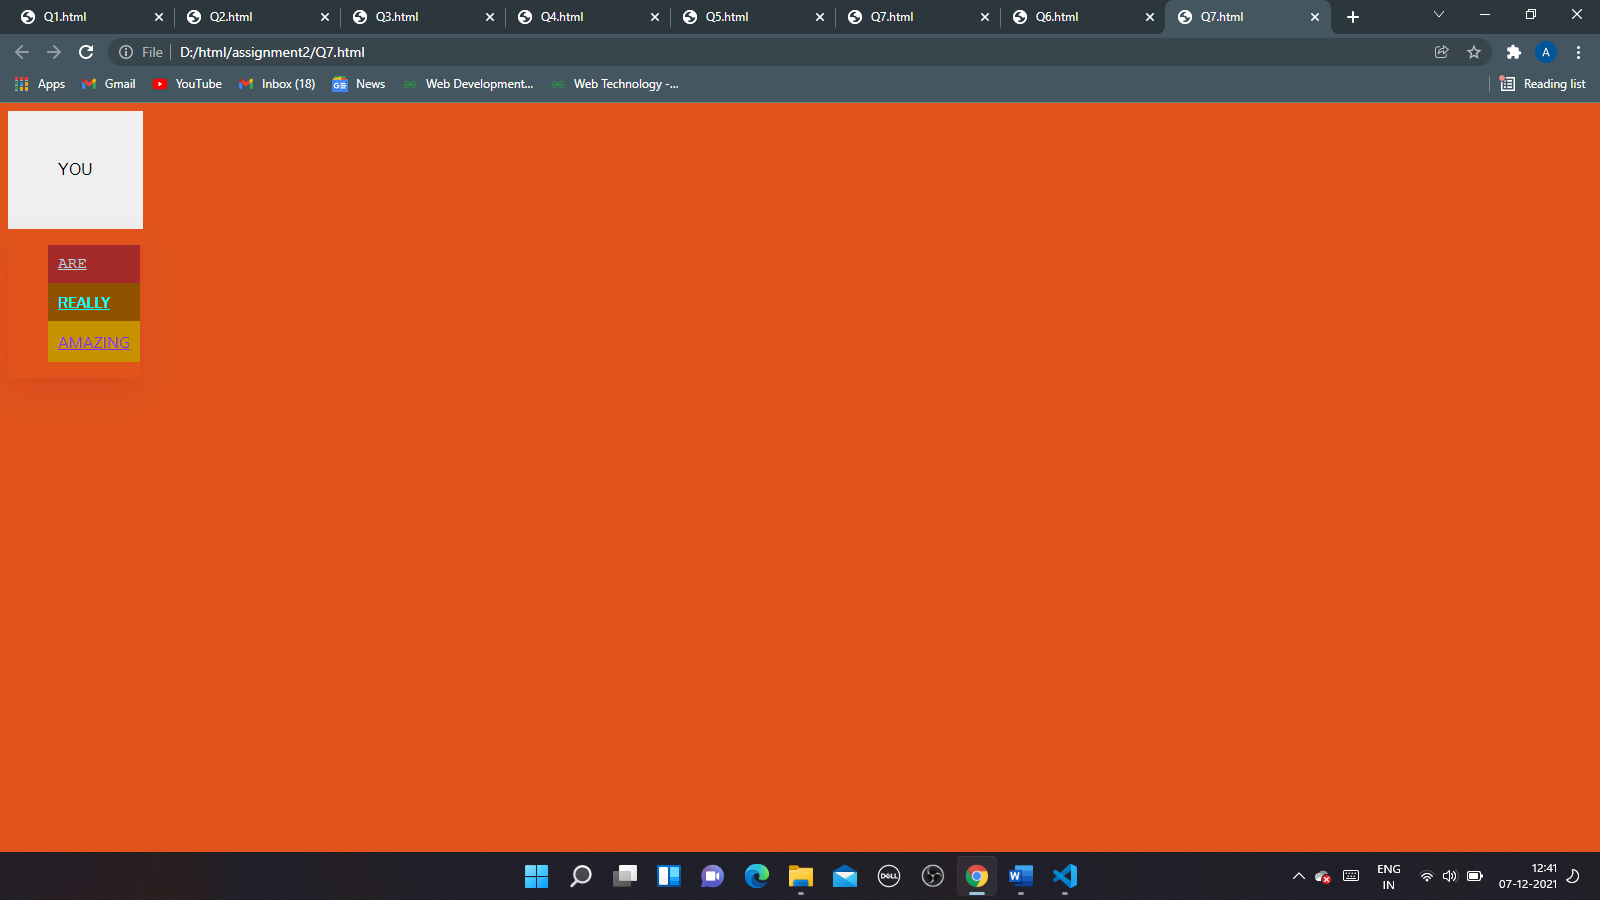 Q1.html Q2.html Q3.html Q4.html Q5.html Q7.html Q6.html Q7.html
File D:/html/assignment2/Q7.html A
Apps Gmail YouTube Inbox (18) News Web Development... Web Technology -... Reading list
YOU
ARE
REALLY
AMAZING
DELL
ENG 12:41
IN 07-12-2021